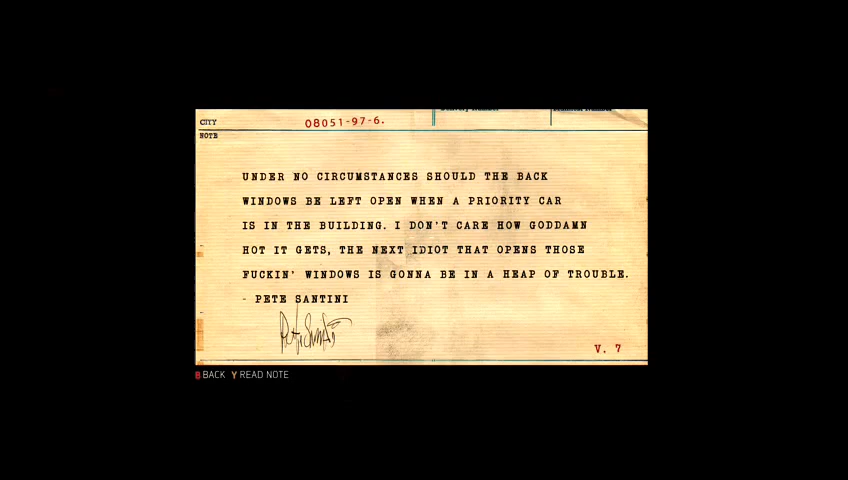 CITY 08051-97-6.
NOTE
UNDER NO CIRCUMSTANCES SHOULD THE BACK
WINDOWS BE LEFT OPEN WHEN A PRIORITY CAR
IS IN THE BUILDING. I DON'T CARE HOW GODDAMN
HOT IT GETS, THE NEXT IDIOT THAT OPENS THOSE
FUCKIN' WINDOWS IS GONNA BE IN A HEAP OF TROUBLE.
- PETE SANTINI
V. 7
B BACK Y READ NOTE